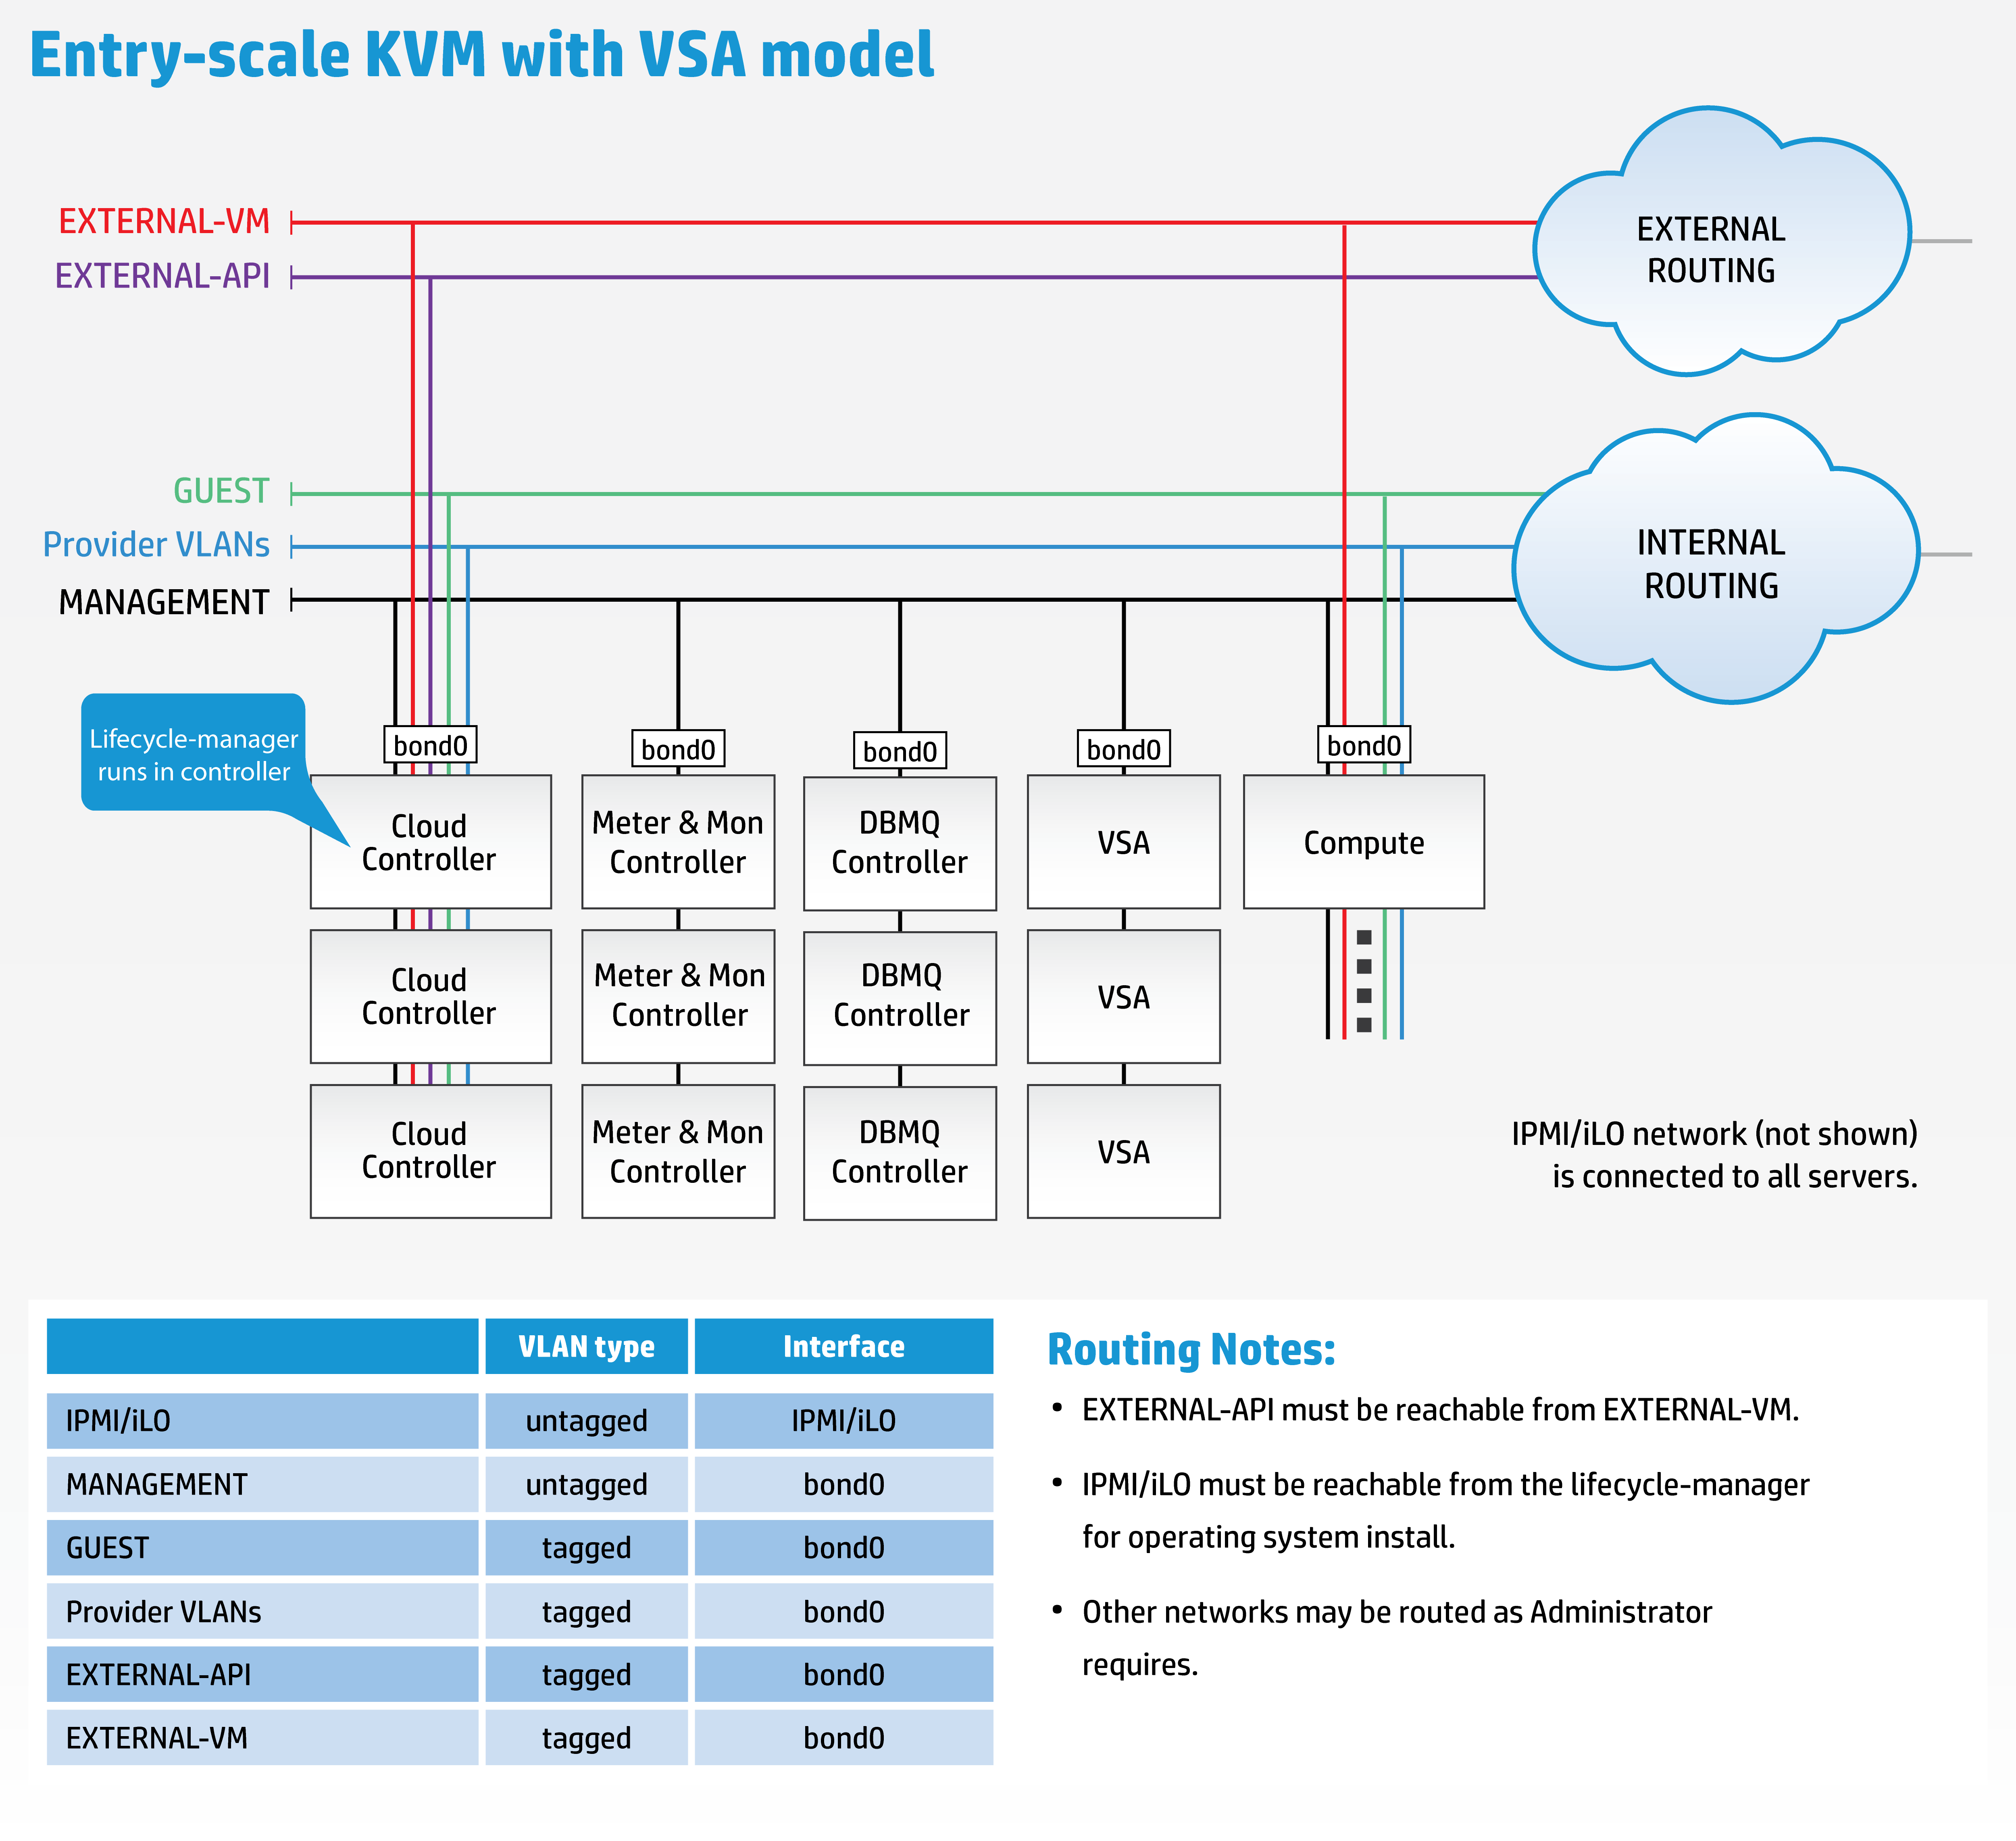 Entry-scale KVM with VSA model
EXTERNAL-VM
EXTERNAL-API
EXTERNAL
ROUTING
GUEST
Provider VLANs
MANAGEMENT
INTERNAL
ROUTING
Lifecycle-manager
runs in controller
bond0
bond0
bond0
bond0
bond0
Cloud
Controller
Meter & Mon
Controller
DBMQ
Controller
VSA
Compute
Cloud
Controller
Meter & Mon
Controller
DBMQ
Controller
VSA
Cloud
Controller
Meter & Mon
Controller
DBMQ
Controller
VSA
IPMI/iLO network (not shown)
is connected to all servers.
VLAN type Interface
IPMI/iLO untagged IPMI/iLO
MANAGEMENT untagged bond0
GUEST tagged bond0
Provider VLANs tagged bond0
EXTERNAL-API tagged bond0
EXTERNAL-VM tagged bond0
Routing Notes:
• EXTERNAL-API must be reachable from EXTERNAL-VM.
• IPMI/iLO must be reachable from the lifecycle-manager
for operating system install.
• Other networks may be routed as Administrator
requires.